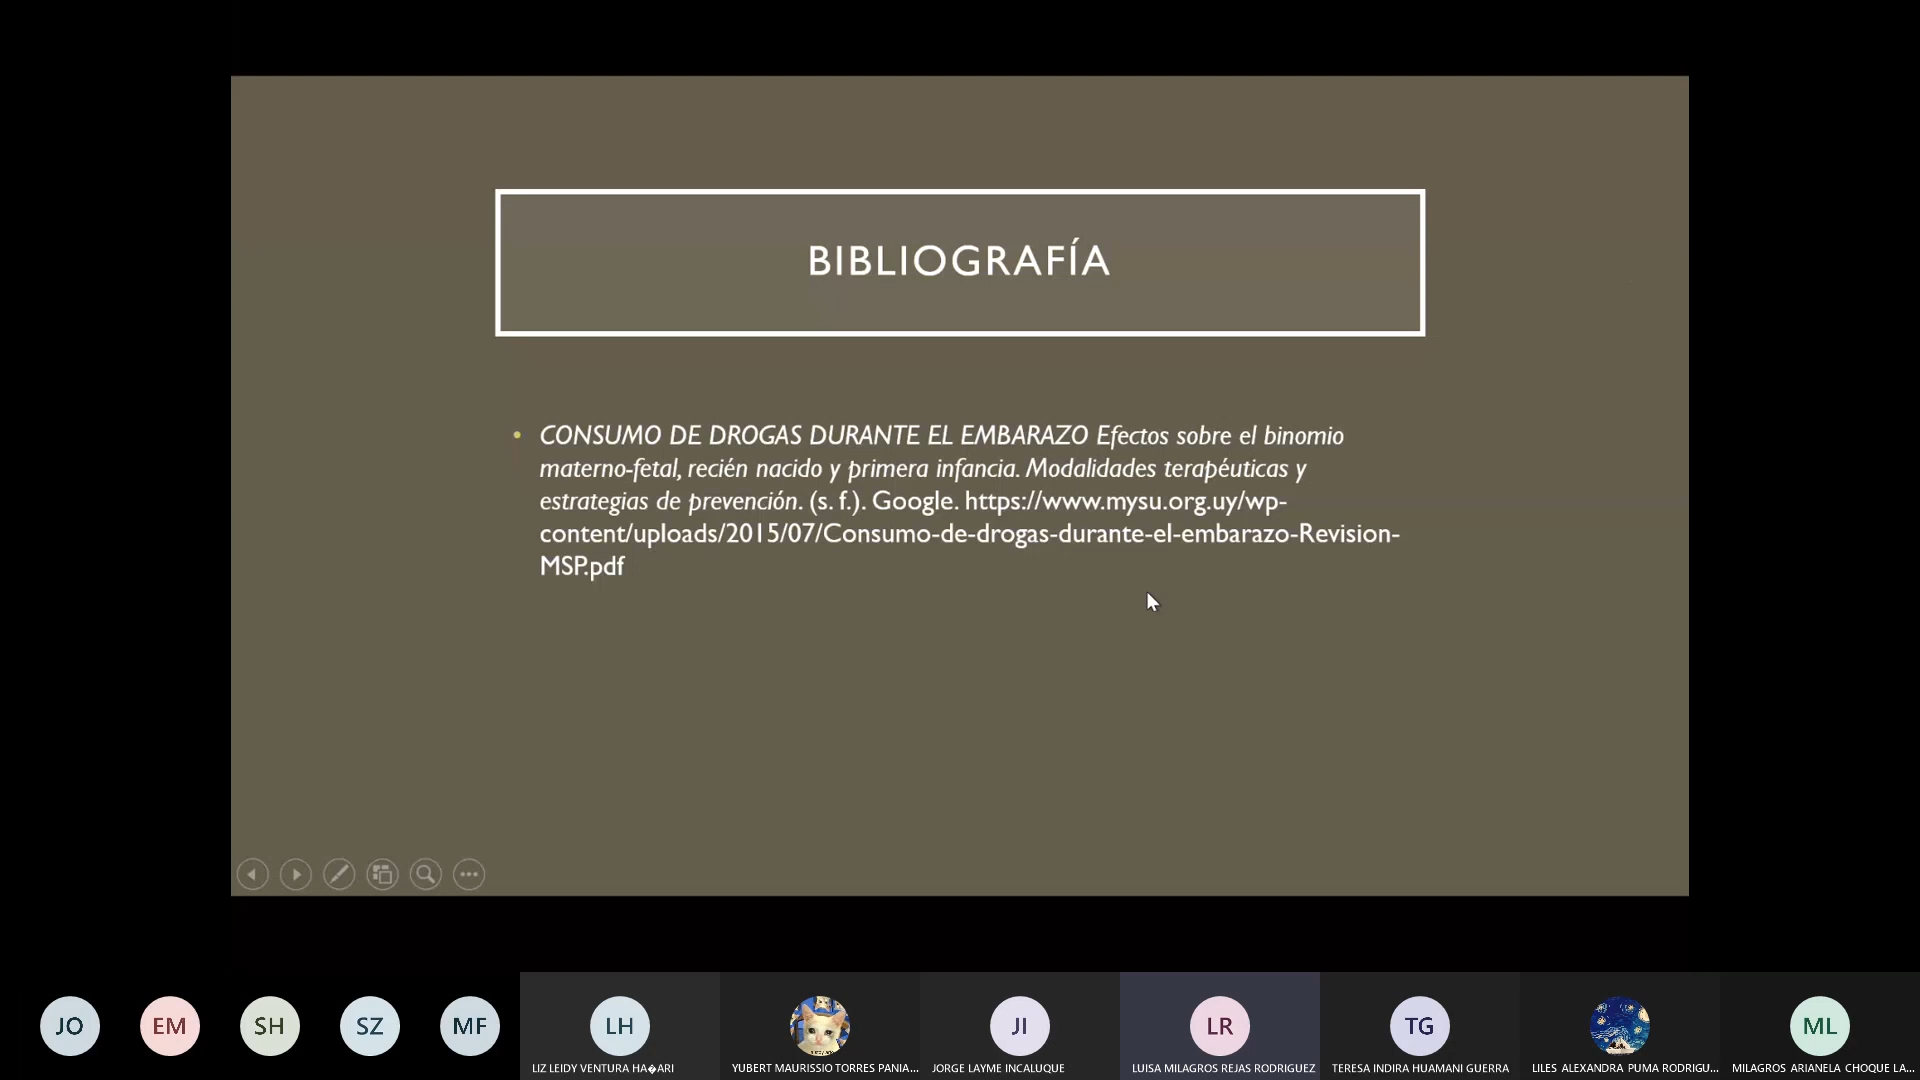 BIBLIOGRAFÍA
• CONSUMO DE DROGAS DURANTE EL EMBARAZO Efectos sobre el binomio
materno-fetal, recién nacido y primera infancia. Modalidades terapéuticas y
estrategias de prevención. (s. f.). Google. https://www.mysu.org.uy/wp-
content/uploads/2015/07/Consumo-de-drogas-durante-el-embarazo-Revision-
MSP.pdf
JO
EM
SH
SZ
MF
LH
JI
LR
TG
ML
LIZ LEIDY VENTURA HA�ARI
YUBERT MAURISSIO TORRES PANIA...
JORGE LAYME INCALUQUE
LUISA MILAGROS REJAS RODRIGUEZ
TERESA INDIRA HUAMANI GUERRA
LILES ALEXANDRA PUMA RODRIGU...
MILAGROS ARIANELA CHOQUE LA...